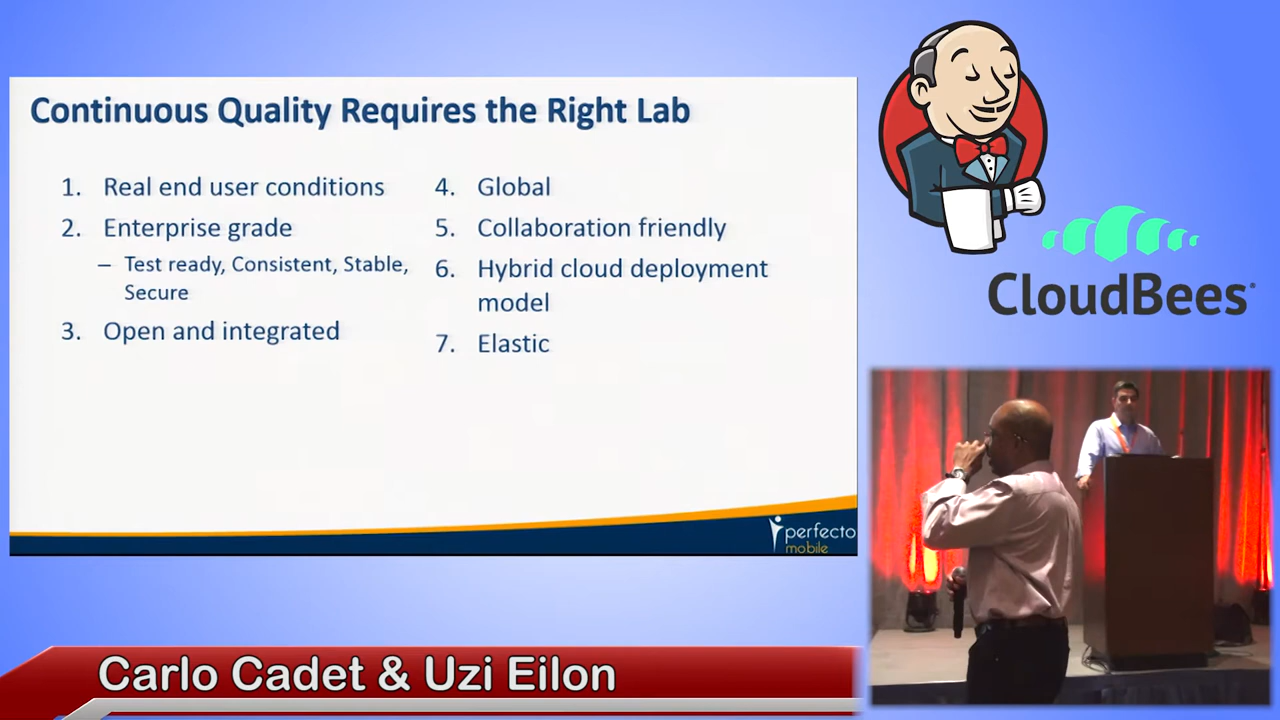 Continuous Quality Requires the Right Lab
1. Real end user conditions
2. Enterprise grade
– Test ready, Consistent, Stable,
Secure
3. Open and integrated
4. Global
5. Collaboration friendly
6. Hybrid cloud deployment
model
7. Elastic
perfecto
mobile
CloudBees
Carlo Cadet & Uzi Eilon